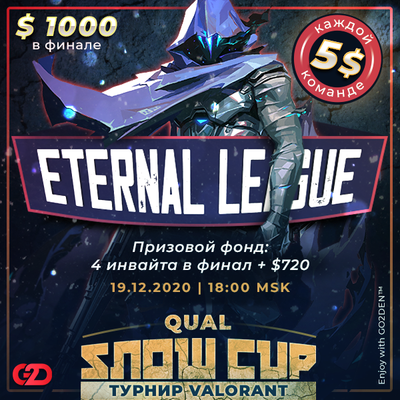 $ 1000
в финале
каждой
5$
команде
ETERNAL LEAGUE
Призовой фонд:
4 инвайта в финал + $720
19.12.2020 | 18:00 MSK
QUAL
SNOW CUP
ТУРНИР VALORANT
G2D
Enjoy with GO2DEN™